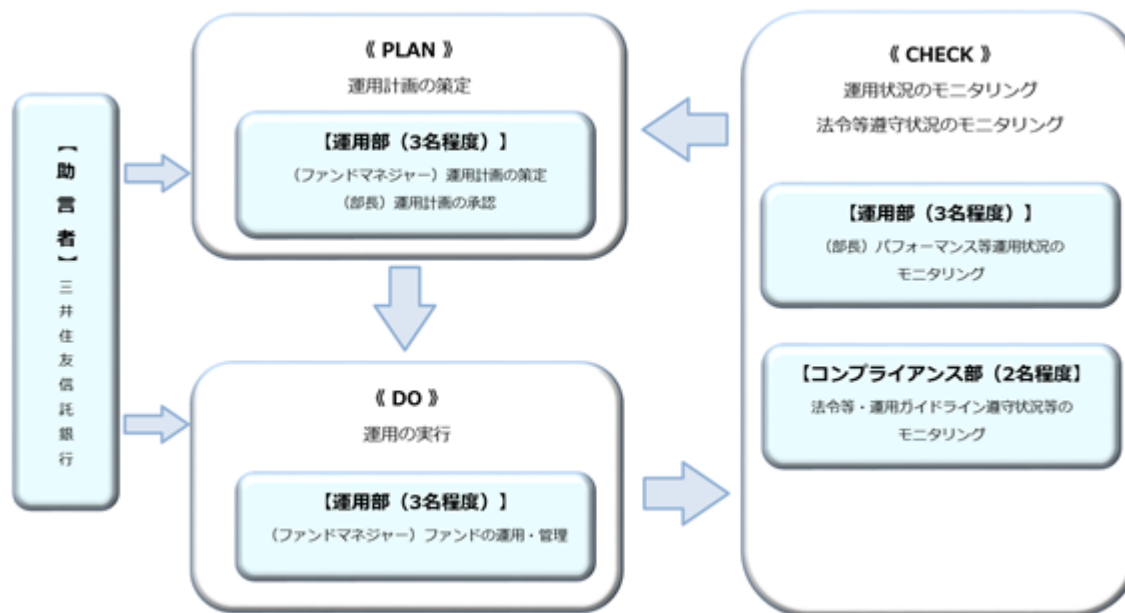 【助言者】三井住友信託銀行
《 PLAN 》
運用計画の策定
【運用部（3名程度）】
（ファンドマネジャー）運用計画の策定
（部長）運用計画の承認
《 DO 》
運用の実行
【運用部（3名程度）】
（ファンドマネジャー）ファンドの運用・管理
《 CHECK 》
運用状況のモニタリング
法令等遵守状況のモニタリング
【運用部（3名程度）】
（部長）パフォーマンス等運用状況の
モニタリング
【コンプライアンス部（2名程度】
法令等・運用ガイドライン遵守状況等の
モニタリング